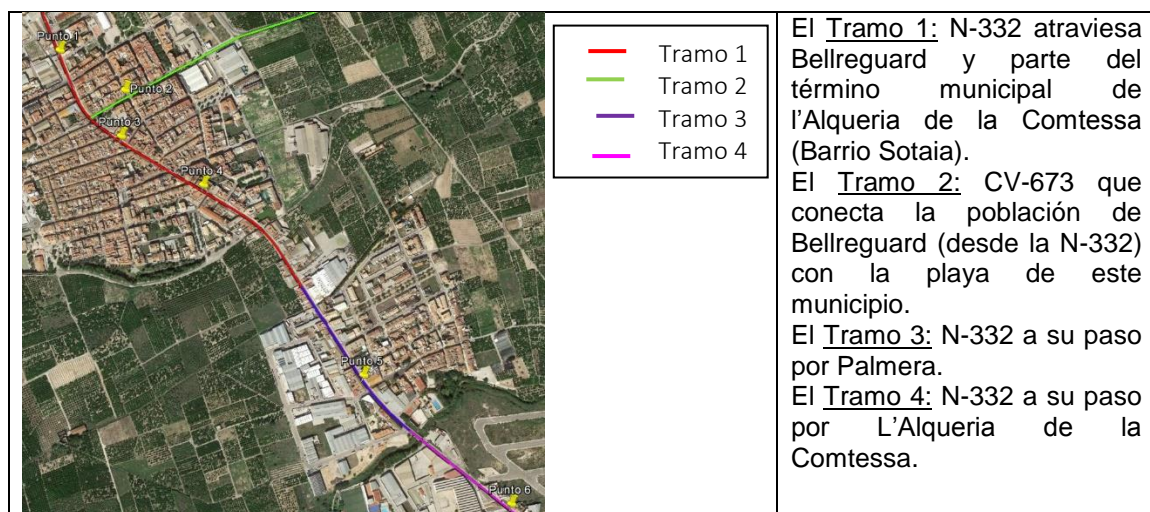 Punto 1
Punto 2
Punto 3
Punto 4
Punto 5
Punto 6
Tramo 1
Tramo 2
Tramo 3
Tramo 4
El Tramo 1: N-332 atraviesa
Bellreguard y parte del
término municipal de
l’Alqueria de la Comtessa
(Barrio Sotaia).
El Tramo 2: CV-673 que
conecta la población de
Bellreguard (desde la N-332)
con la playa de este
municipio.
El Tramo 3: N-332 a su paso
por Palmera.
El Tramo 4: N-332 a su paso
por L’Alqueria de la
Comtessa.